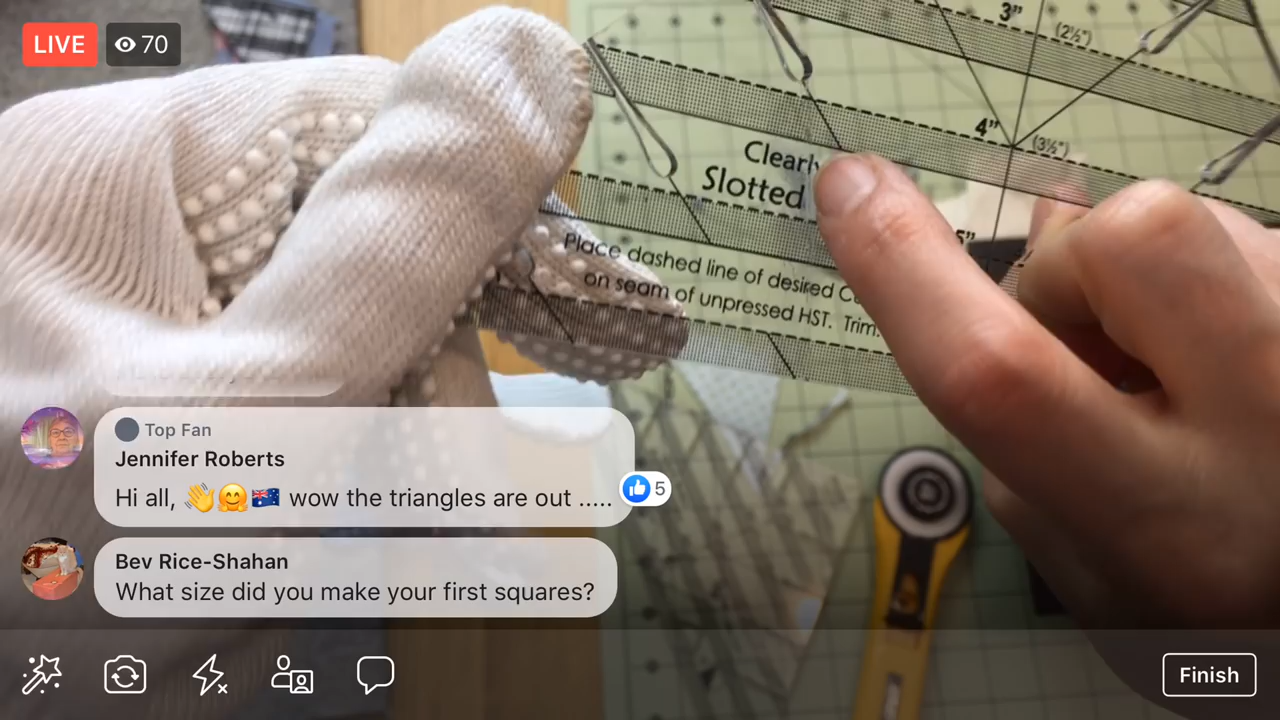 LIVE
70
3”
(2½”)
4”
(3½”)
Clearly
Slotted
5”
Place dashed line of desired
on seam of unpressed HST. Trim.
Top Fan
Jennifer Roberts
Hi all, 👋🤗🇦🇺 wow the triangles are out .....
5
Bev Rice-Shahan
What size did you make your first squares?
Finish